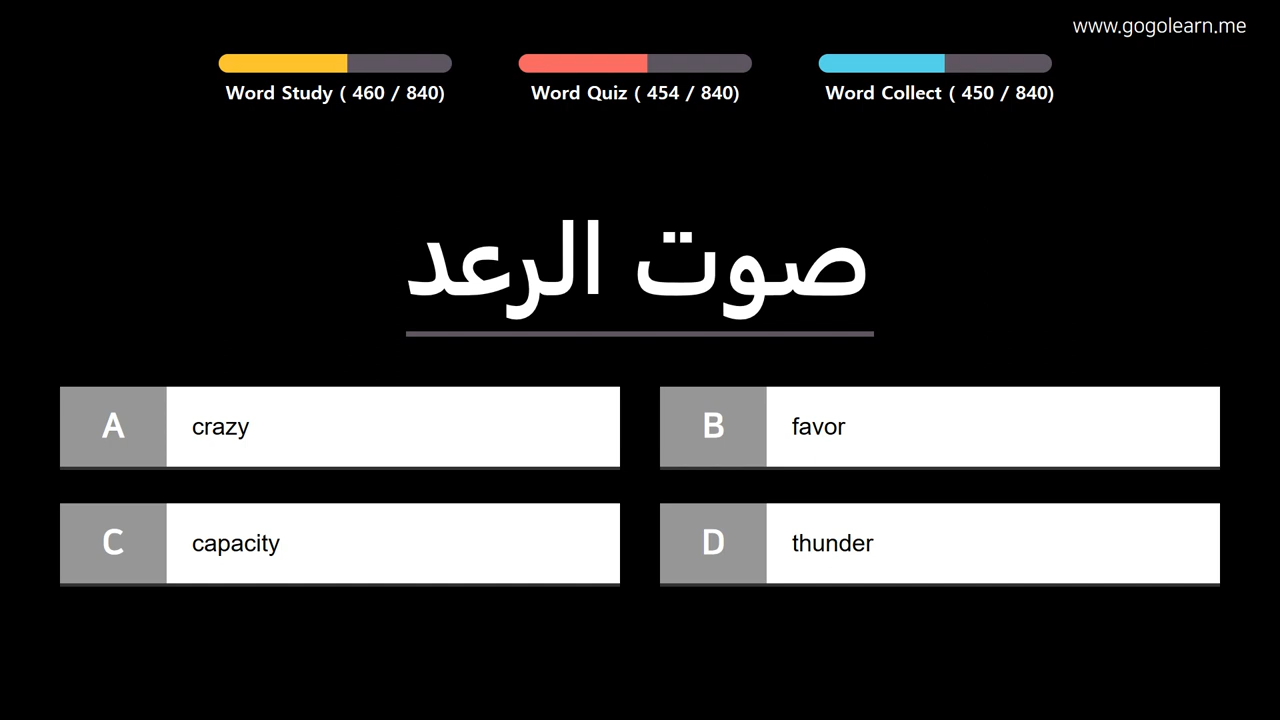 www.gogolearn.me
Word Study ( 460 / 840)
Word Quiz ( 454 / 840)
Word Collect ( 450 / 840)
صوت الرعد
A crazy
B favor
C capacity
D thunder